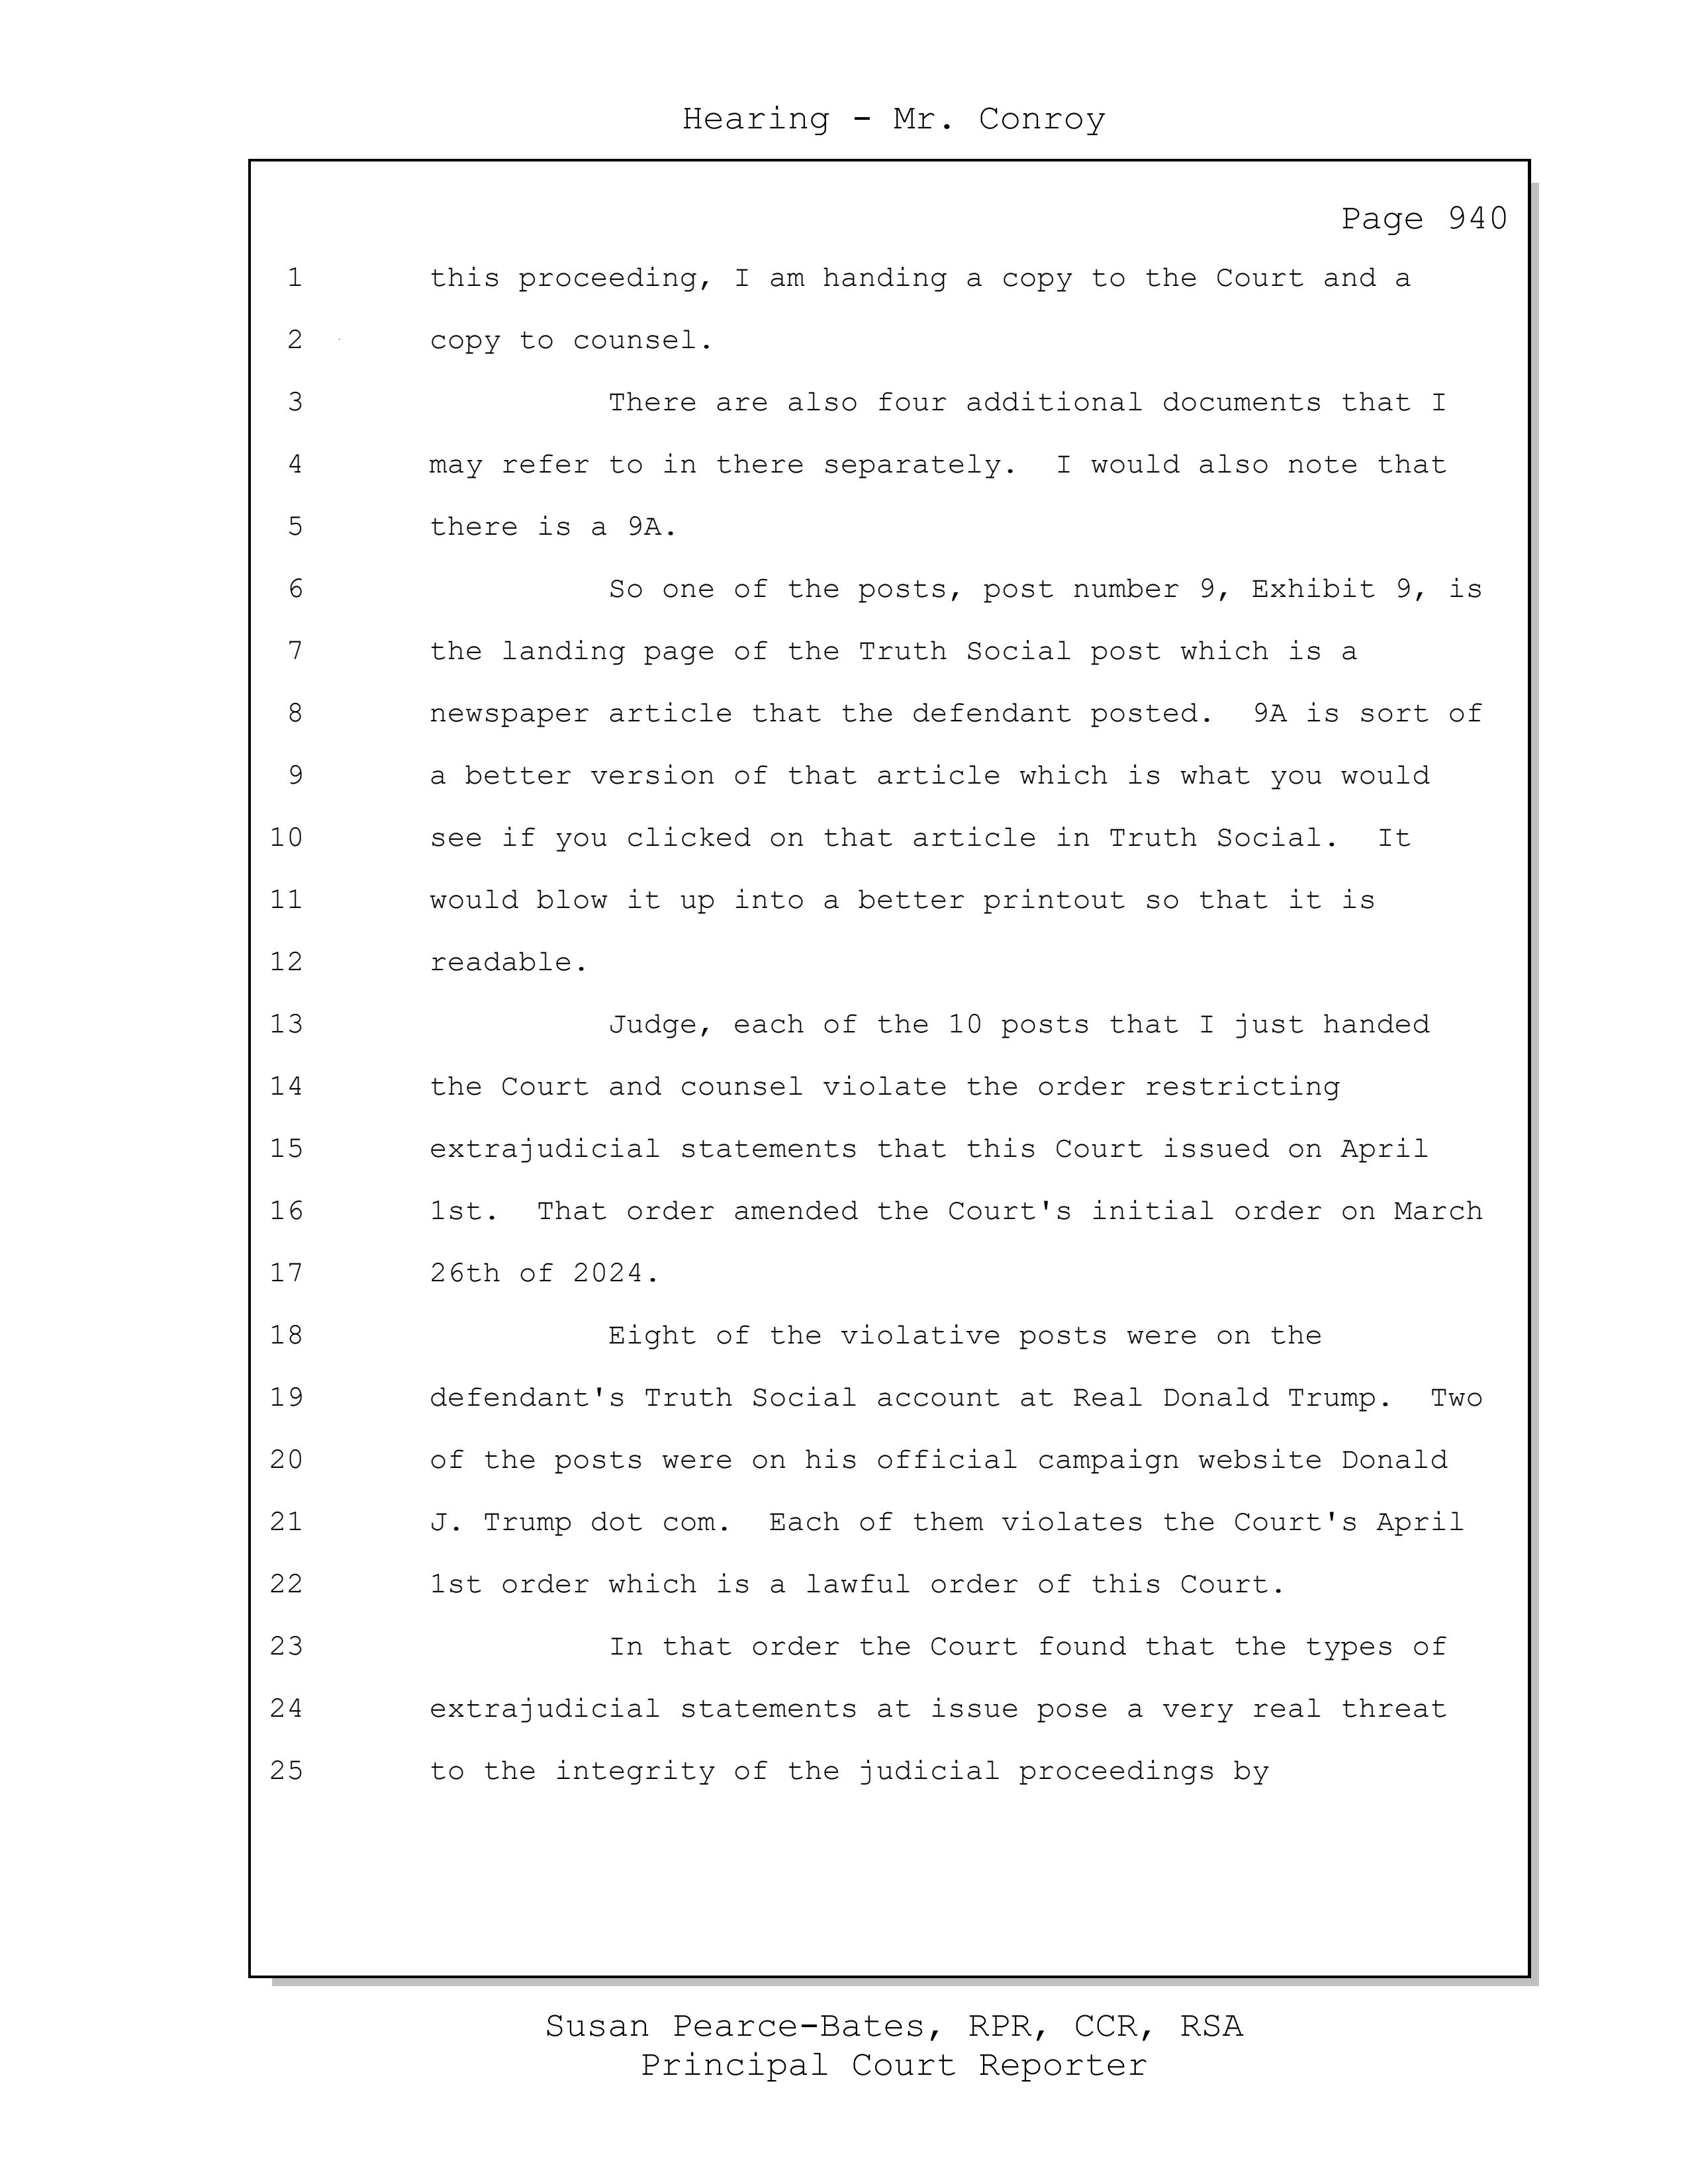 Hearing - Mr. Conroy
Page 940
1 this proceeding, I am handing a copy to the Court and a
2 copy to counsel.
3 There are also four additional documents that I
4 may refer to in there separately. I would also note that
5 there is a 9A.
6 So one of the posts, post number 9, Exhibit 9, is
7 the landing page of the Truth Social post which is a
8 newspaper article that the defendant posted. 9A is sort of
9 a better version of that article which is what you would
10 see if you clicked on that article in Truth Social. It
11 would blow it up into a better printout so that it is
12 readable.
13 Judge, each of the 10 posts that I just handed
14 the Court and counsel violate the order restricting
15 extrajudicial statements that this Court issued on April
16 1st. That order amended the Court's initial order on March
17 26th of 2024.
18 Eight of the violative posts were on the
19 defendant's Truth Social account at Real Donald Trump. Two
20 of the posts were on his official campaign website Donald
21 J. Trump dot com. Each of them violates the Court's April
22 1st order which is a lawful order of this Court.
23 In that order the Court found that the types of
24 extrajudicial statements at issue pose a very real threat
25 to the integrity of the judicial proceedings by
Susan Pearce-Bates, RPR, CCR, RSA
Principal Court Reporter